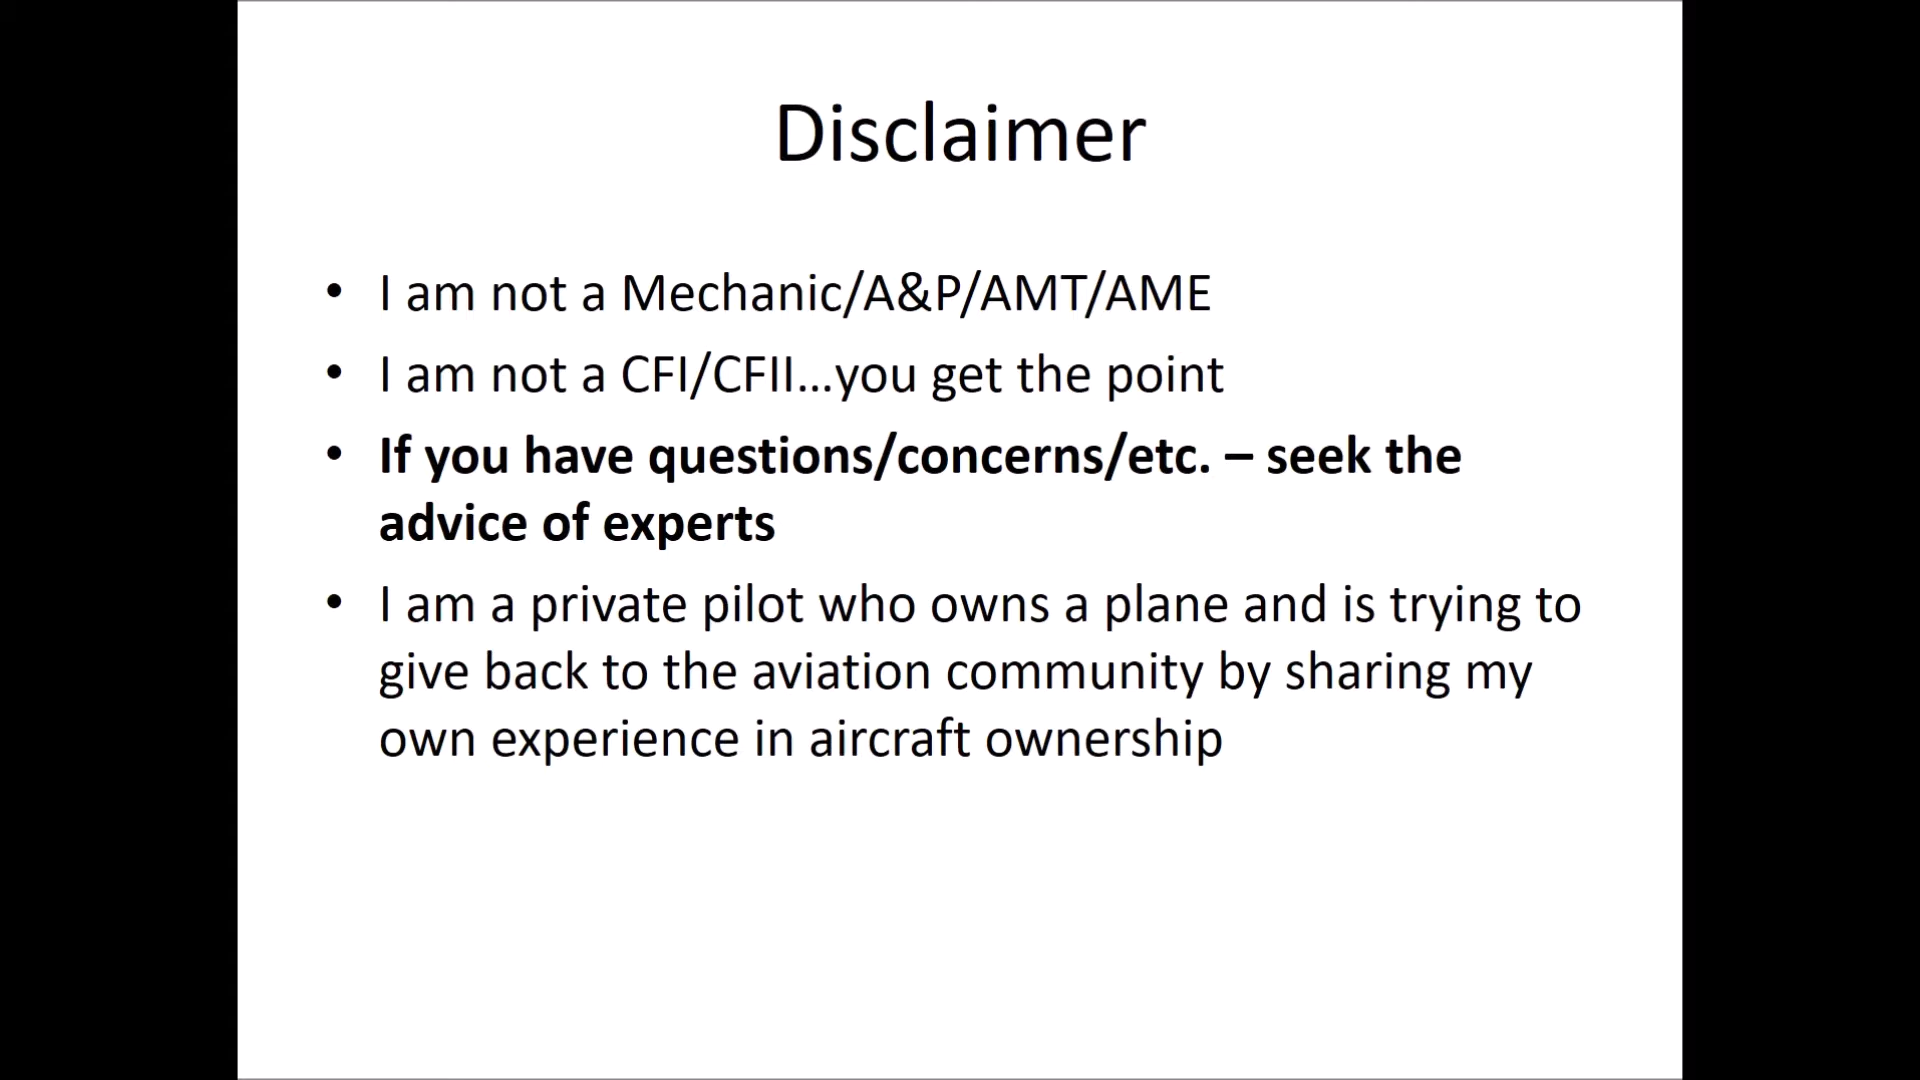 Disclaimer
• I am not a Mechanic/A&P/AMT/AME
• I am not a CFI/CFII...you get the point
• If you have questions/concerns/etc. – seek the
advice of experts
• I am a private pilot who owns a plane and is trying to
give back to the aviation community by sharing my
own experience in aircraft ownership